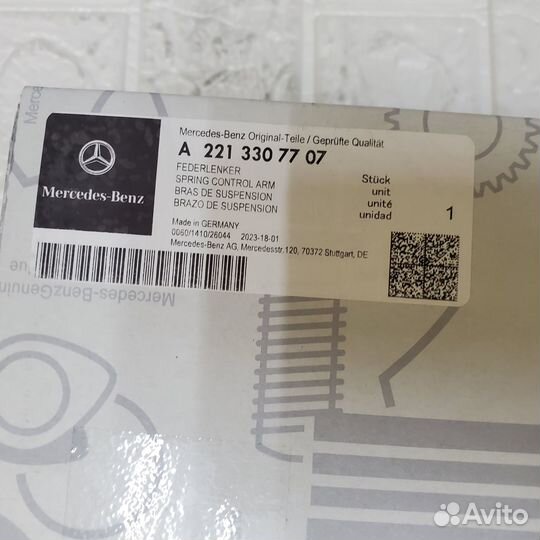 Mercedes-Benz Original-Teile / Geprüfte Qualität
A 221 330 77 07
FEDERLENKER
SPRING CONTROL ARM
BRAS DE SUSPENSION
BRAZO DE SUSPENSION
Stück
unit
unité
unidad
1
Mercedes-Benz
Made in GERMANY
0060/1410/26044 2023-18-01
Mercedes-Benz AG, Mercedesstr.120, 70372 Stuttgart, DE
Mercedes-BenzGenuin
Avito